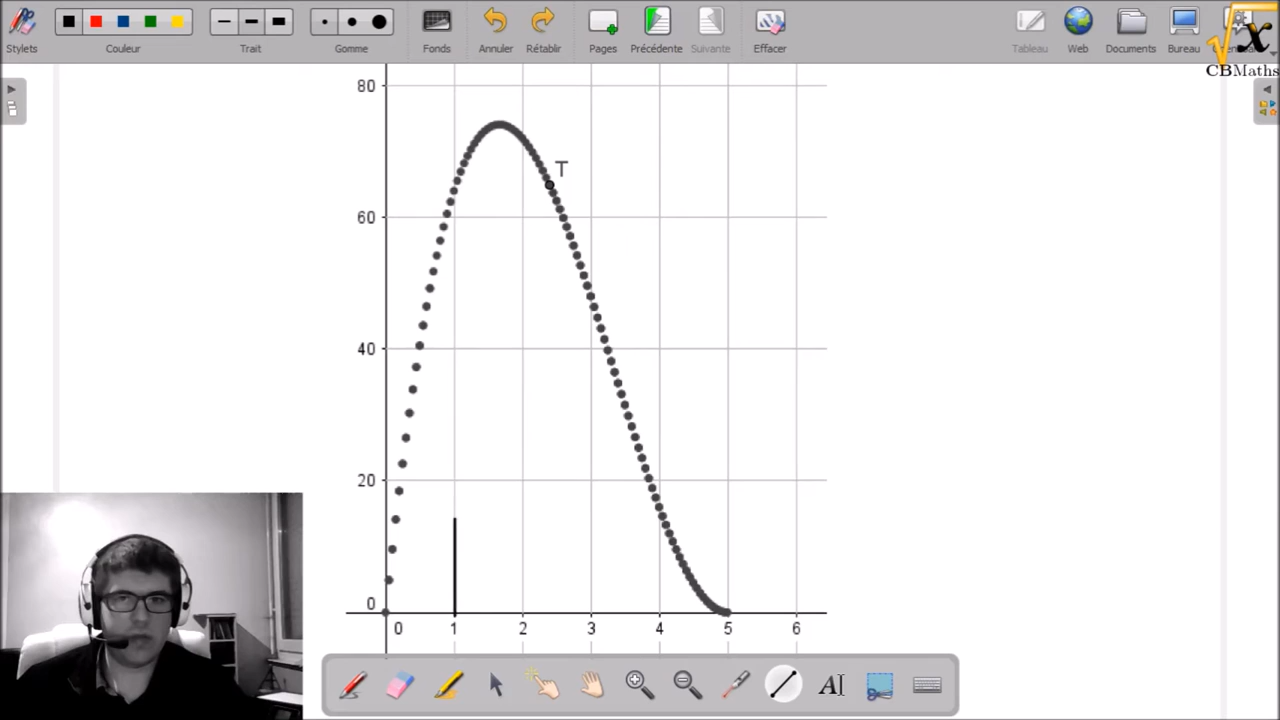 Stylets Couleur Trait Gomme Fonds Annuler Rétablir Pages Précédente Suivante Effacer Tableau Web Documents Bureau
CBMaths
80
T
60
40
20
0
0 1 2 3 4 5 6
AI